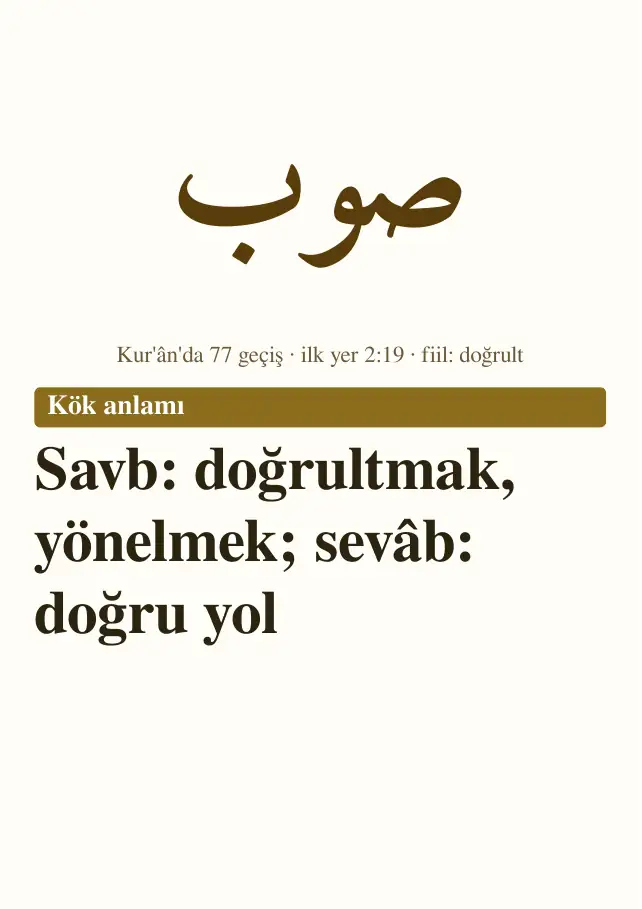 صوب
Kur'ân'da 77 geçiş · ilk yer 2:19 · fiil: doğrult
Kök anlamı
Savb: doğrultmak,
yönelmek; sevâb:
doğru yol